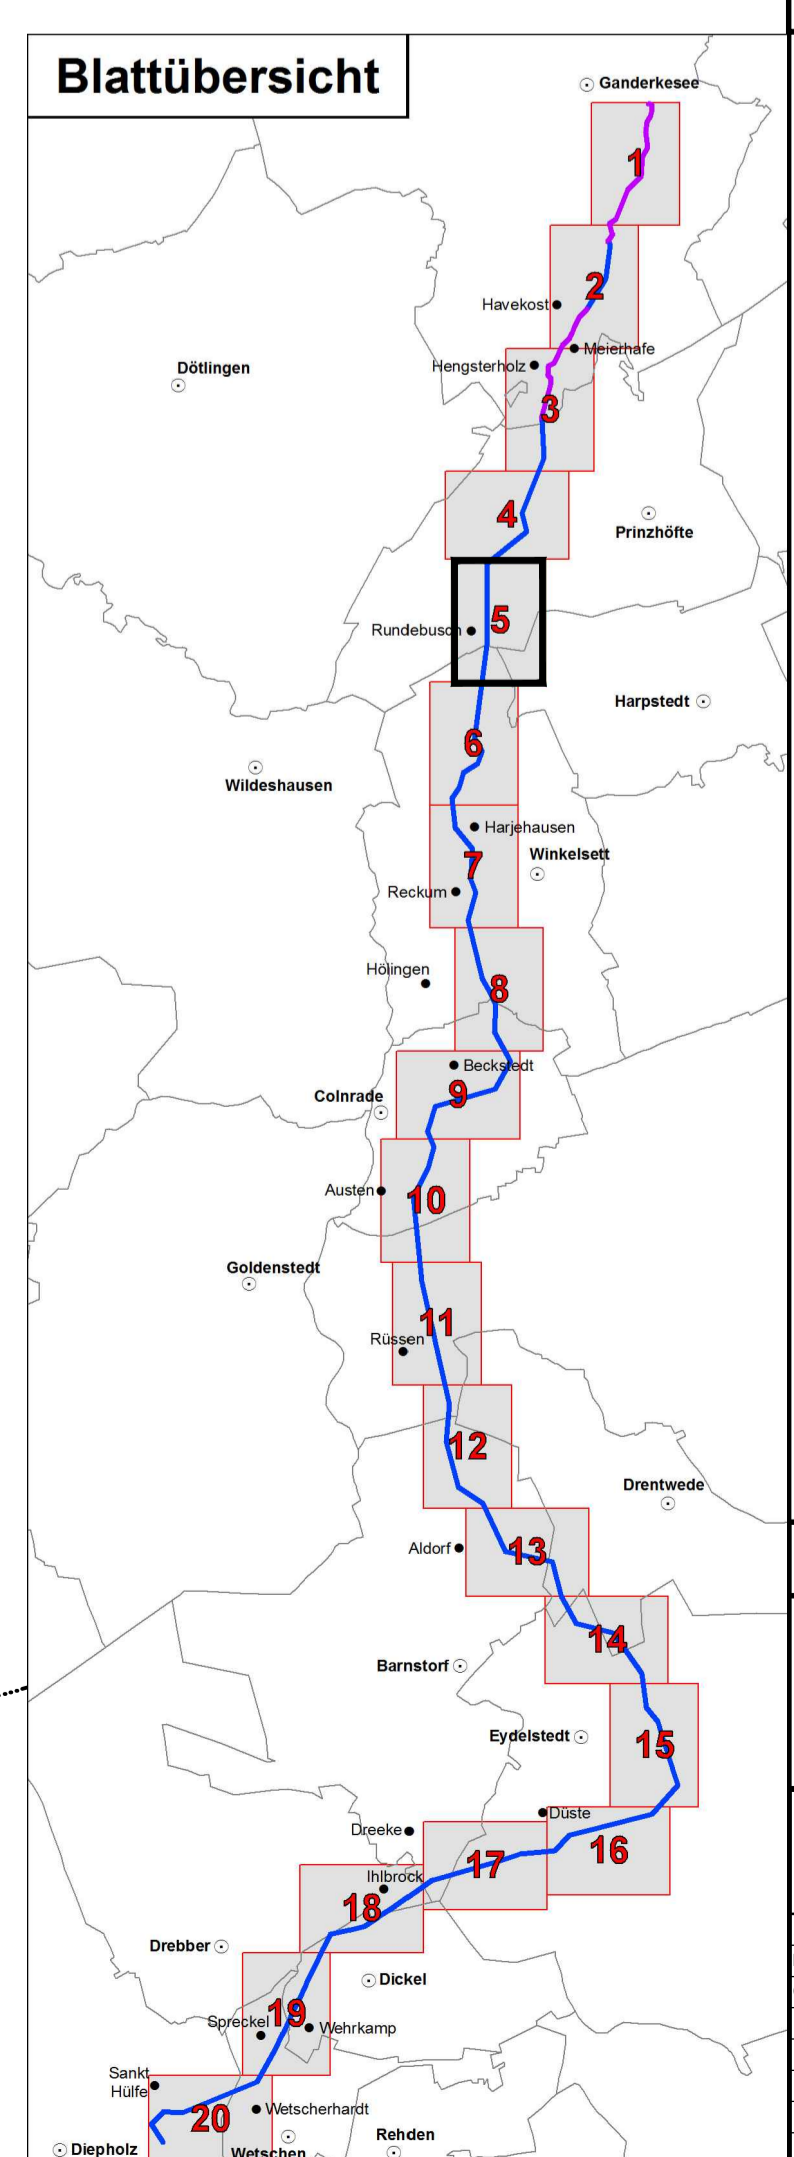 Blattübersicht
Ganderkesee
1
2
Havekost
Meierhafe
Hengsterholz
Dötlingen
3
4
Prinzhöfte
5
Rundebusch
Harpstedt
6
Wildeshausen
Harjehausen
Winkelsett
7
Reckum
Hölingen
8
Beckstedt
9
Colnrade
Austen
10
Goldenstedt
11
Rüssen
12
Drentwede
Aldorf
13
14
Barnstorf
Eydelstedt
15
Düste
Dreeke
16
17
Ihlbrock
18
Drebber
Dickel
19
Spreckel
Wehrkamp
Sankt
Hülfe
Wetscherhardt
20
Rehden
Diepholz
Wetschen